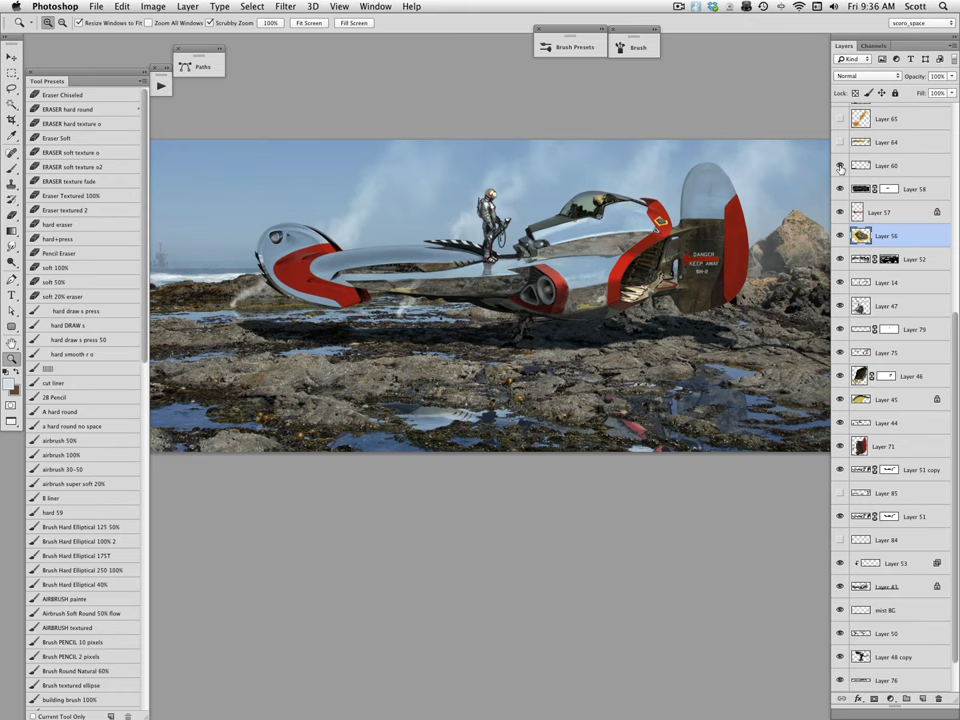 Photoshop File Edit Image Layer Type Select Filter 3D View Window Help
Fri 9:36 AM Scott
Resize Windows to Fit Zoom All Windows Scrubby Zoom 100% Fit Screen Fill Screen
scoro_space
Brush Presets
Brush
Paths
Tool Presets
Eraser Chiseled
ERASER hard round
ERASER hard texture o
Eraser Soft
ERASER soft texture o
ERASER soft texture o2
ERASER texture fade
Eraser Textured 100%
Eraser textured 2
hard eraser
hard+press
Pencil Eraser
soft 100%
soft 50%
soft 20% eraser
hard draw s press
hard DRAW s
hard draw s press 50
hard smooth r o
cut liner
2B Pencil
A hard round
a hard round no space
airbrush 50%
airbrush 100%
airbrush 30-50
airbrush super soft 20%
B liner
hard 59
Brush Hard Elliptical 125 50%
Brush Hard Elliptical 100% 2
Brush Hard Elliptical 175T
Brush Hard Elliptical 250 100%
Brush Hard Elliptical 40%
AIRBRUSH painte
Airbrush Soft Round 50% flow
AIRBRUSH textured
Brush PENCIL 10 pixels
Brush PENCIL 2 pixels
Brush Round Natural 60%
Brush textured ellipse
building brush 100%
Current Tool Only
DANGER
KEEP AWAY
Layers Channels
Kind
Normal Opacity: 100%
Lock: Fill: 100%
Layer 65
Layer 64
Layer 60
Layer 58
Layer 57
Layer 56
Layer 52
Layer 14
Layer 47
Layer 79
Layer 75
Layer 46
Layer 45
Layer 44
Layer 71
Layer 51 copy
Layer 85
Layer 51
Layer 84
Layer 53
Layer 43
mist BG
Layer 50
Layer 48 copy
Layer 76